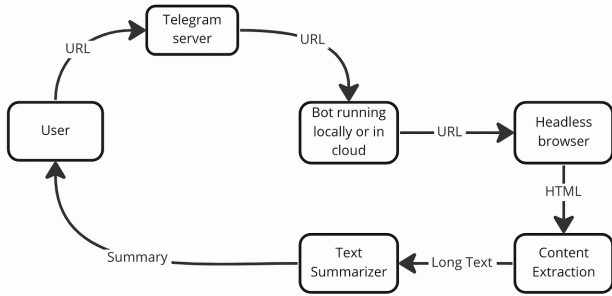 Telegram
server
URL
URL
User
Bot running
locally or in
cloud
URL
Headless
browser
HTML
Summary
Text
Summarizer
Long Text
Content
Extraction